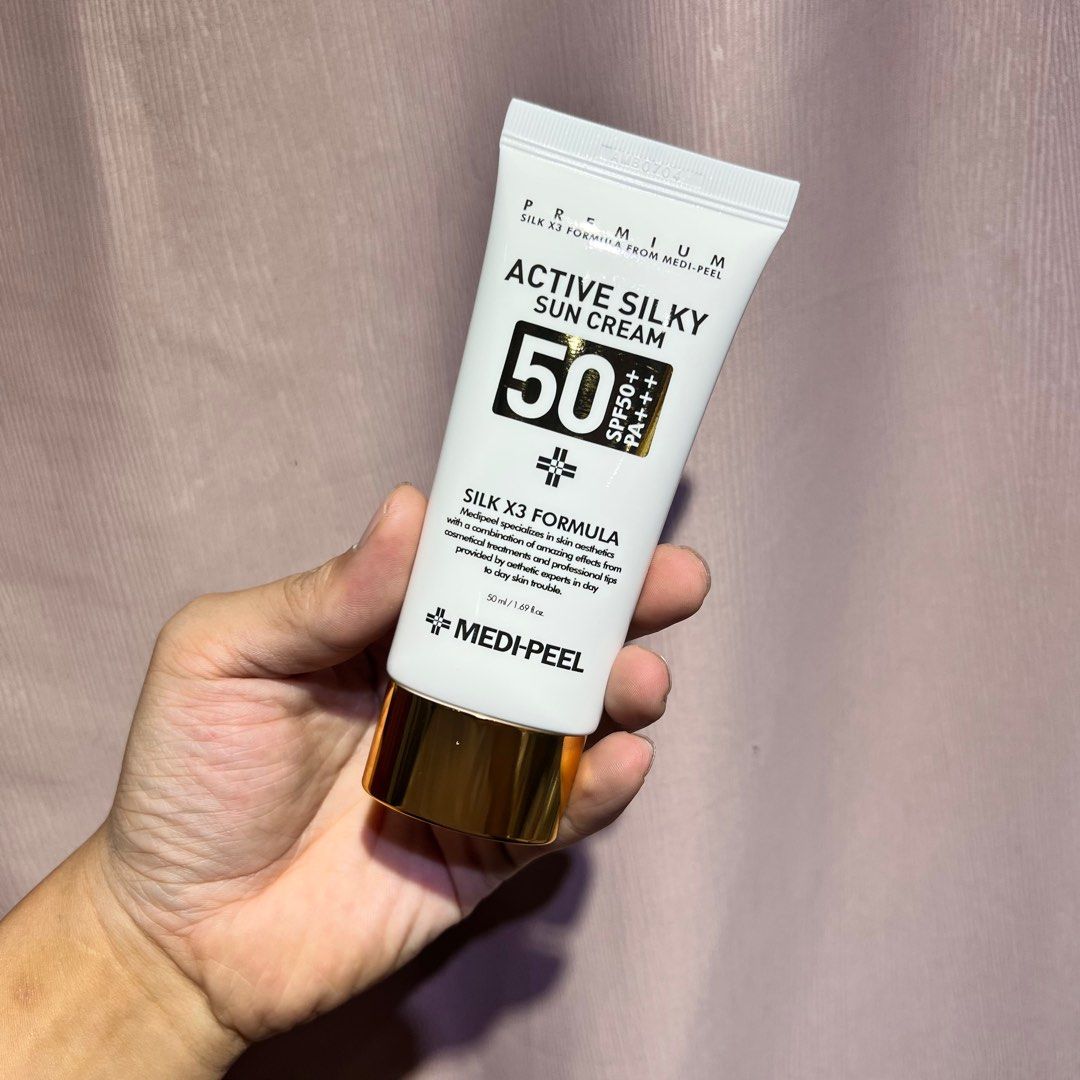 PREMIUM
SILK X3 FORMULA FROM MEDI-PEEL
ACTIVE SILKY
SUN CREAM
50
SPF50+
PA++++
SILK X3 FORMULA
Medipeel specializes in skin aesthetics
with a combination of amazing effects from
cosmetical treatments and professional tips
provided by aethetic experts in day
to day skin trouble.
50 ml / 1.69 fl.oz.
MEDI-PEEL